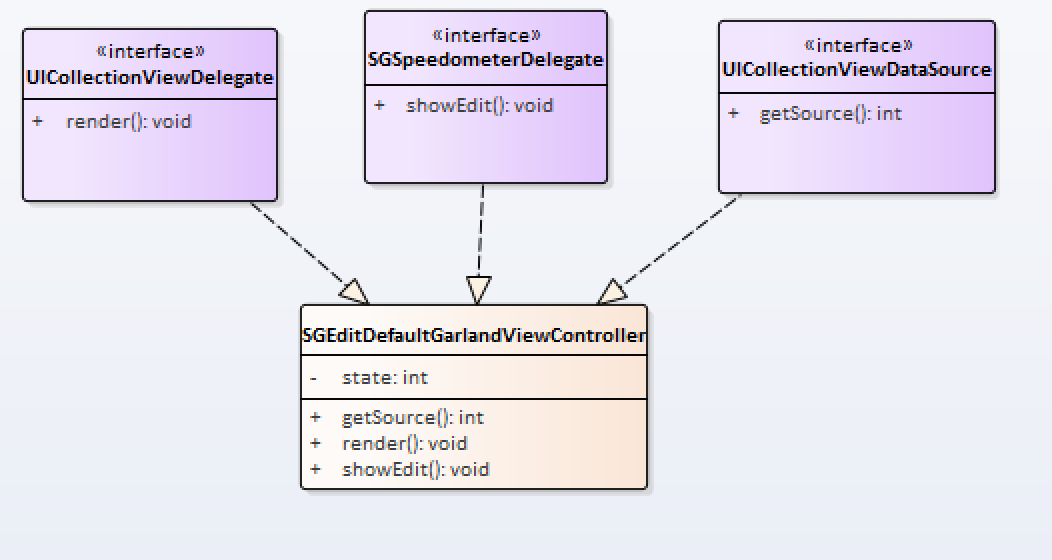 «interface»
UICollectionViewDelegate
+ render(): void
«interface»
SGSpeedometerDelegate
+ showEdit(): void
«interface»
UICollectionViewDataSource
+ getSource(): int
SGEditDefaultGarlandViewController
- state: int
+ getSource(): int
+ render(): void
+ showEdit(): void